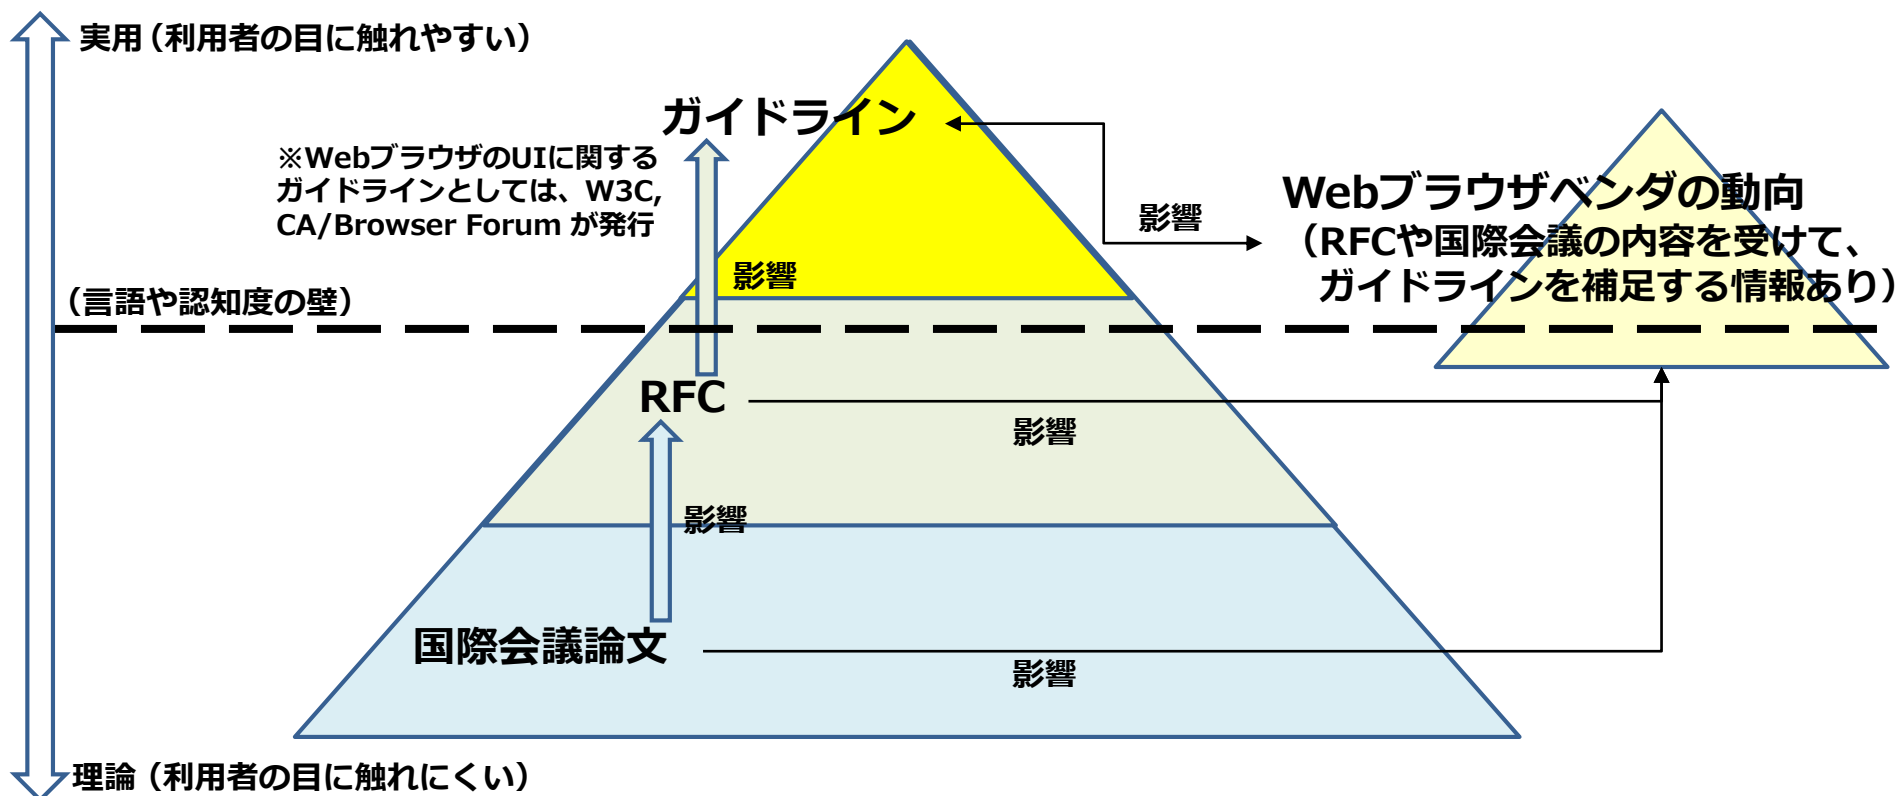 実用（利用者の目に触れやすい）
ガイドライン
※WebブラウザのUIに関する
ガイドラインとしては、W3C,
CA/Browser Forum が発行
影響
Webブラウザベンダの動向
（RFCや国際会議の内容を受けて、
ガイドラインを補足する情報あり）
影響
（言語や認知度の壁）
RFC
影響
影響
国際会議論文
影響
理論（利用者の目に触れにくい）